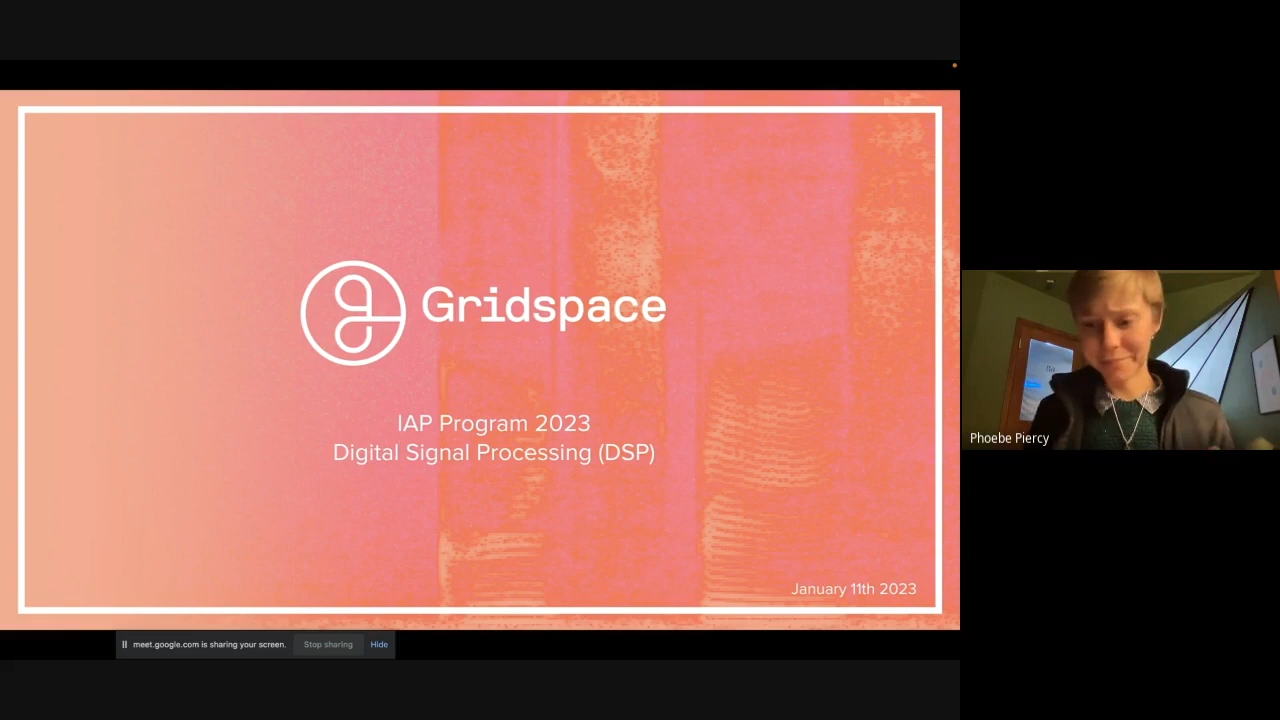 Gridspace
IAP Program 2023
Digital Signal Processing (DSP)
January 11th 2023
meet.google.com is sharing your screen.
Stop sharing
Hide
Phoebe Piercy